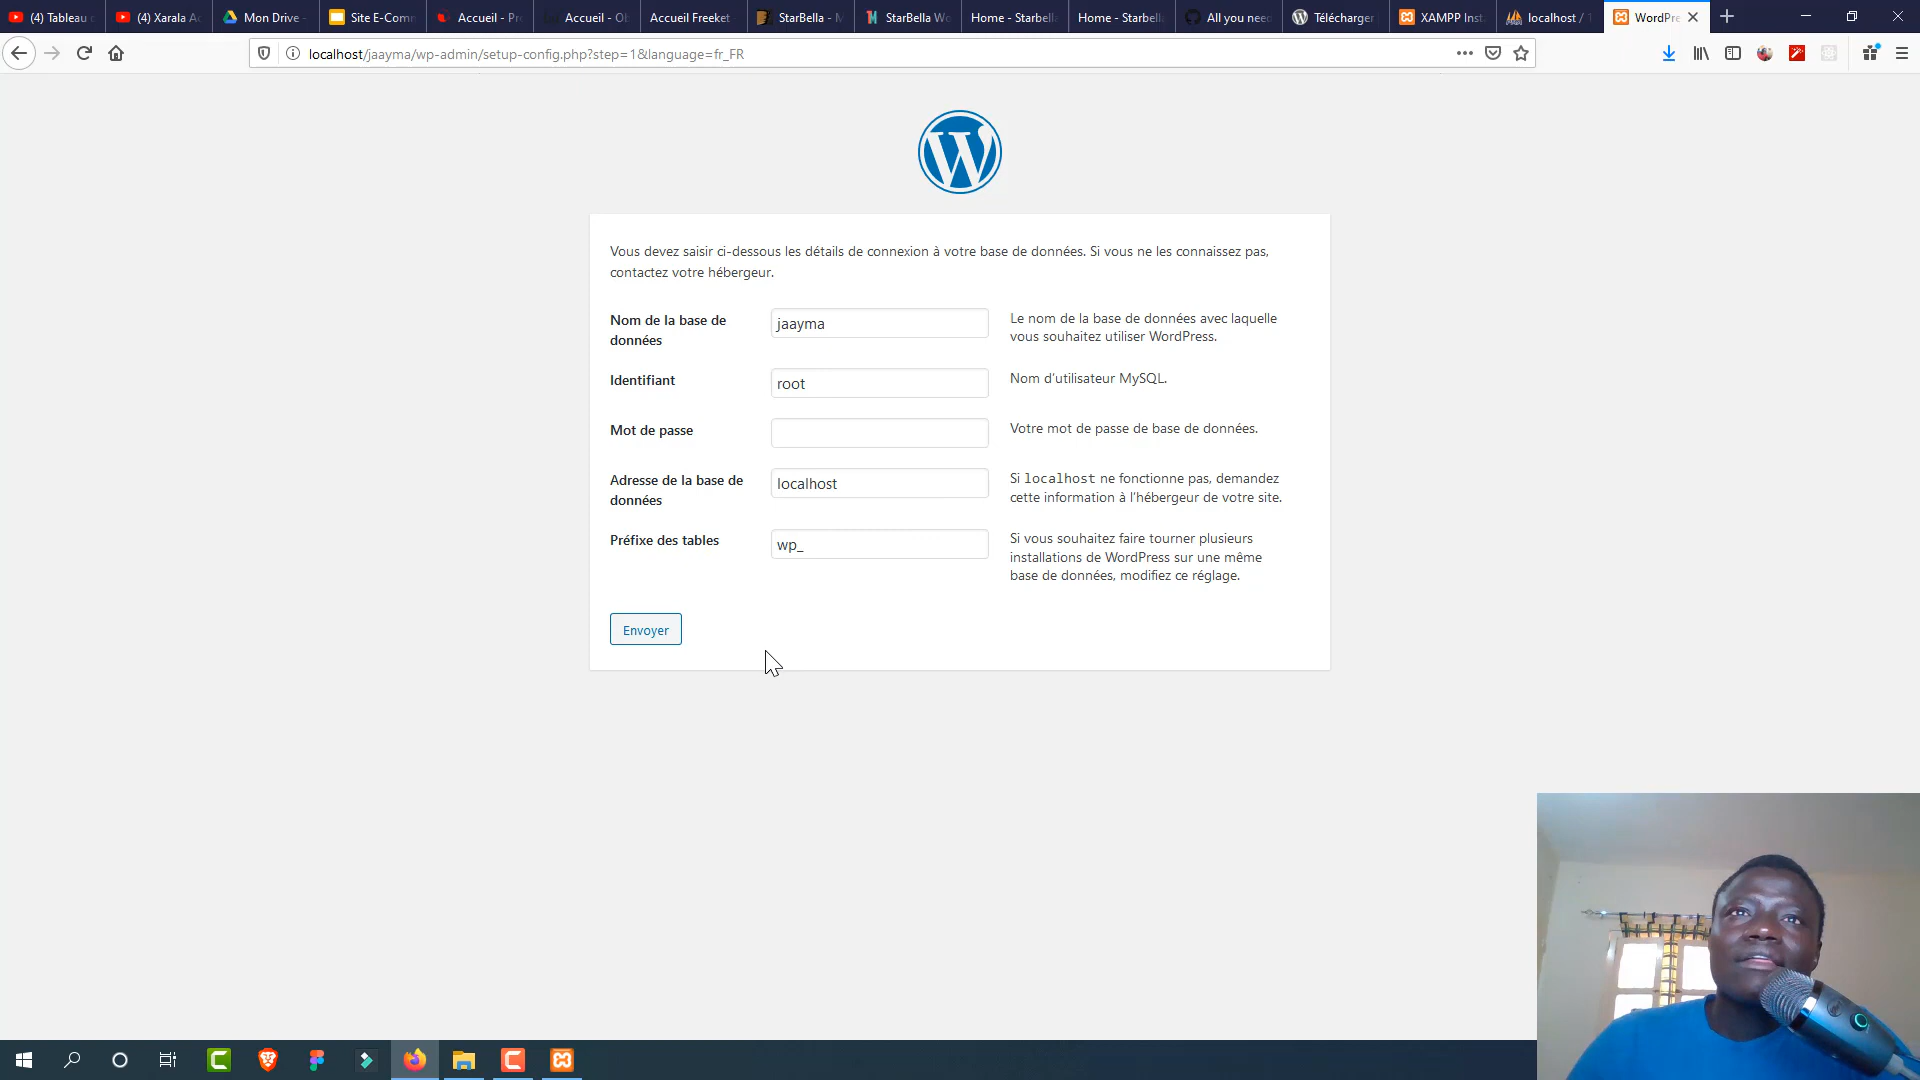 (4) Tableau
(4) Xarala A
Mon Drive -
Site E-Com
Accueil - Pr
Accueil - O
Accueil Freeket
StarBella - M
StarBella W
Home - Starbell
Home - Starbell
All you nee
Télécharger
XAMPP Inst
localhost / 1
WordPre
localhost/jaayma/wp-admin/setup-config.php?step=1&language=fr_FR
Vous devez saisir ci-dessous les détails de connexion à votre base de données. Si vous ne les connaissez pas,
contactez votre hébergeur.
Nom de la base de
données
jaayma
Le nom de la base de données avec laquelle
vous souhaitez utiliser WordPress.
Identifiant
root
Nom d'utilisateur MySQL.
Mot de passe
Votre mot de passe de base de données.
Adresse de la base de
données
localhost
Si localhost ne fonctionne pas, demandez
cette information à l'hébergeur de votre site.
Préfixe des tables
wp_
Si vous souhaitez faire tourner plusieurs
installations de WordPress sur une même
base de données, modifiez ce réglage.
Envoyer